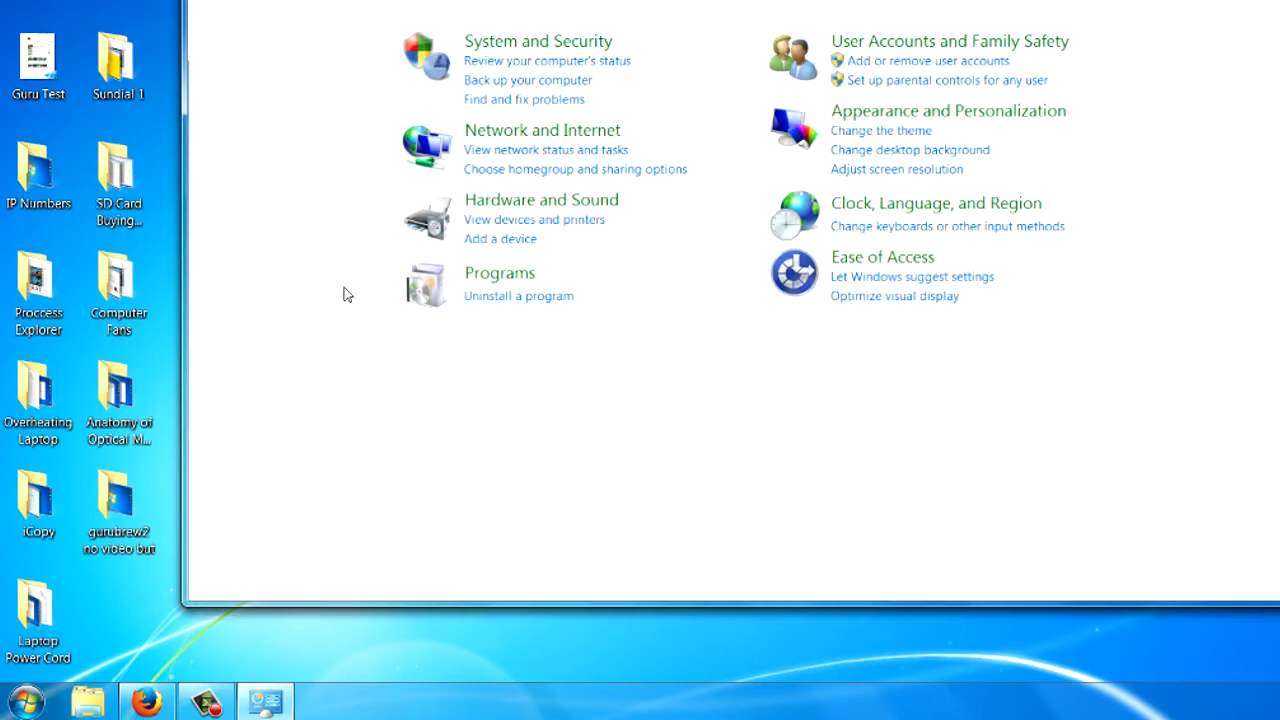 Guru Test
Sundial 1
IP Numbers
SD Card
Buying...
Proccess
Explorer
Computer
Fans
Overheating
Laptop
Anatomy of
Optical M...
iCopy
gurubrew2
no video but
Laptop
Power Cord
System and Security
Review your computer's status
Back up your computer
Find and fix problems
Network and Internet
View network status and tasks
Choose homegroup and sharing options
Hardware and Sound
View devices and printers
Add a device
Programs
Uninstall a program
User Accounts and Family Safety
Add or remove user accounts
Set up parental controls for any user
Appearance and Personalization
Change the theme
Change desktop background
Adjust screen resolution
Clock, Language, and Region
Change keyboards or other input methods
Ease of Access
Let Windows suggest settings
Optimize visual display